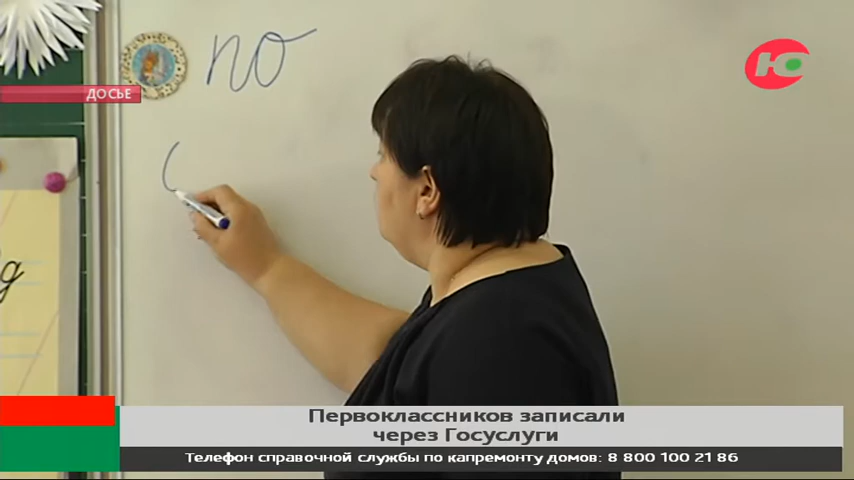 по
Ю
ДОСЬЕ
Первоклассников записали
через Госуслуги
Телефон справочной службы по капремонту домов: 8 800 100 21 86